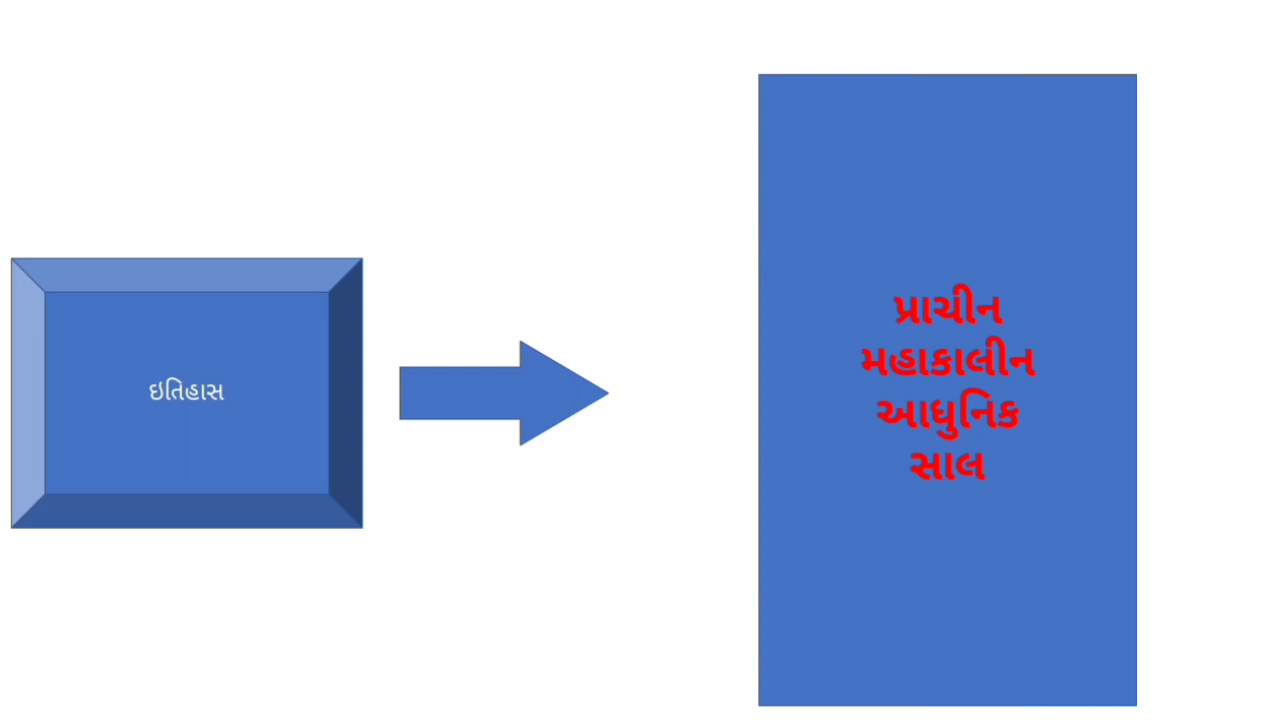 ઇતિહાસ
પ્રાચીન
મહાકાલીન
આધુનિક
સાલ